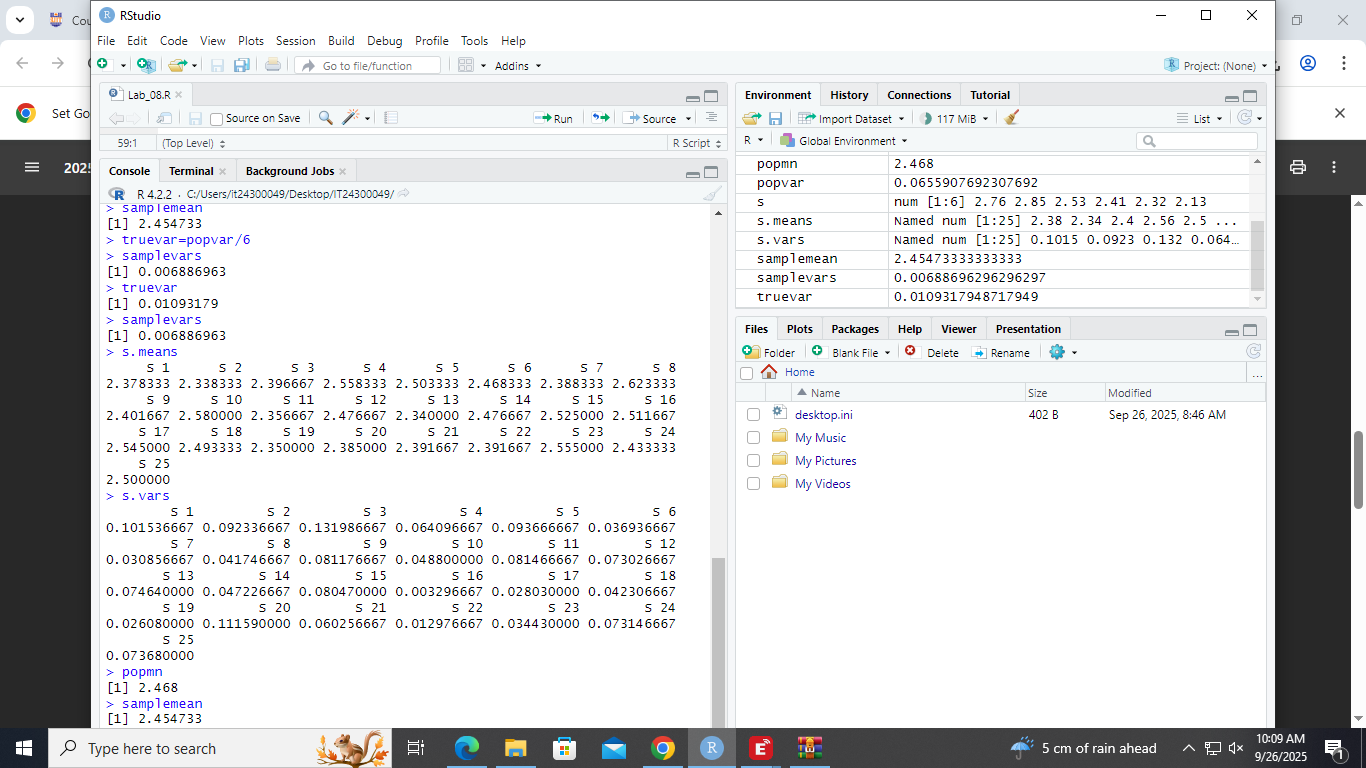 Cou
RStudio
File Edit Code View Plots Session Build Debug Profile Tools Help
Go to file/function
Addins
Project: (None)
Set Go
2025
Lab_08.R
Source on Save
Run
Source
59:1
(Top Level)
R Script
Console Terminal Background Jobs
R 4.2.2 · C:/Users/it24300049/Desktop/IT24300049/
> samplemean
[1] 2.454733
> truevar=popvar/6
> samplevars
[1] 0.006886963
> truevar
[1] 0.01093179
> samplevars
[1] 0.006886963
> s.means
S 1 S 2 S 3 S 4 S 5 S 6 S 7 S 8
2.378333 2.338333 2.396667 2.558333 2.503333 2.468333 2.388333 2.623333
S 9 S 10 S 11 S 12 S 13 S 14 S 15 S 16
2.401667 2.580000 2.356667 2.476667 2.340000 2.476667 2.525000 2.511667
S 17 S 18 S 19 S 20 S 21 S 22 S 23 S 24
2.545000 2.493333 2.350000 2.385000 2.391667 2.391667 2.555000 2.433333
S 25
2.500000
> s.vars
S 1 S 2 S 3 S 4 S 5 S 6
0.101536667 0.092336667 0.131986667 0.064096667 0.093666667 0.036936667
S 7 S 8 S 9 S 10 S 11 S 12
0.030856667 0.041746667 0.081176667 0.048800000 0.081466667 0.073026667
S 13 S 14 S 15 S 16 S 17 S 18
0.074640000 0.047226667 0.080470000 0.003296667 0.028030000 0.042306667
S 19 S 20 S 21 S 22 S 23 S 24
0.026080000 0.111590000 0.060256667 0.012976667 0.034430000 0.073146667
S 25
0.073680000
> popmn
[1] 2.468
> samplemean
[1] 2.454733
Environment History Connections Tutorial
Import Dataset
117 MiB
List
R
Global Environment
popmn 2.468
popvar 0.0655907692307692
s num [1:6] 2.76 2.85 2.53 2.41 2.32 2.13
s.means Named num [1:25] 2.38 2.34 2.4 2.56 2.5 ...
s.vars Named num [1:25] 0.1015 0.0923 0.132 0.064…
samplemean 2.45473333333333
samplevars 0.00688696296296297
truevar 0.0109317948717949
Files Plots Packages Help Viewer Presentation
Folder Blank File Delete Rename
Home
...
Name Size Modified
desktop.ini 402 B Sep 26, 2025, 8:46 AM
My Music
My Pictures
My Videos
Type here to search
5 cm of rain ahead
10:09 AM
9/26/2025
1